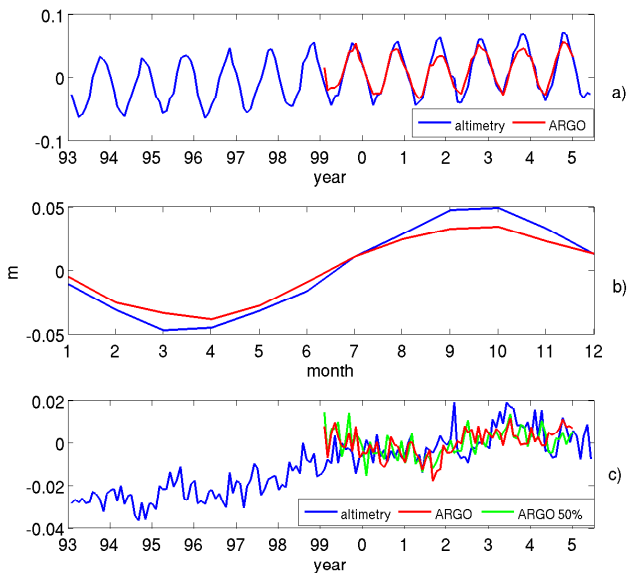 0.1
0
-0.1
93 94 95 96 97 98 99 0 1 2 3 4 5
year
altimetry ARGO
a)
0.05
0
-0.05
m
1 2 3 4 5 6 7 8 9 10 11 12
month
b)
0.02
0
-0.02
-0.04
93 94 95 96 97 98 99 0 1 2 3 4 5
year
altimetry ARGO ARGO 50%
c)